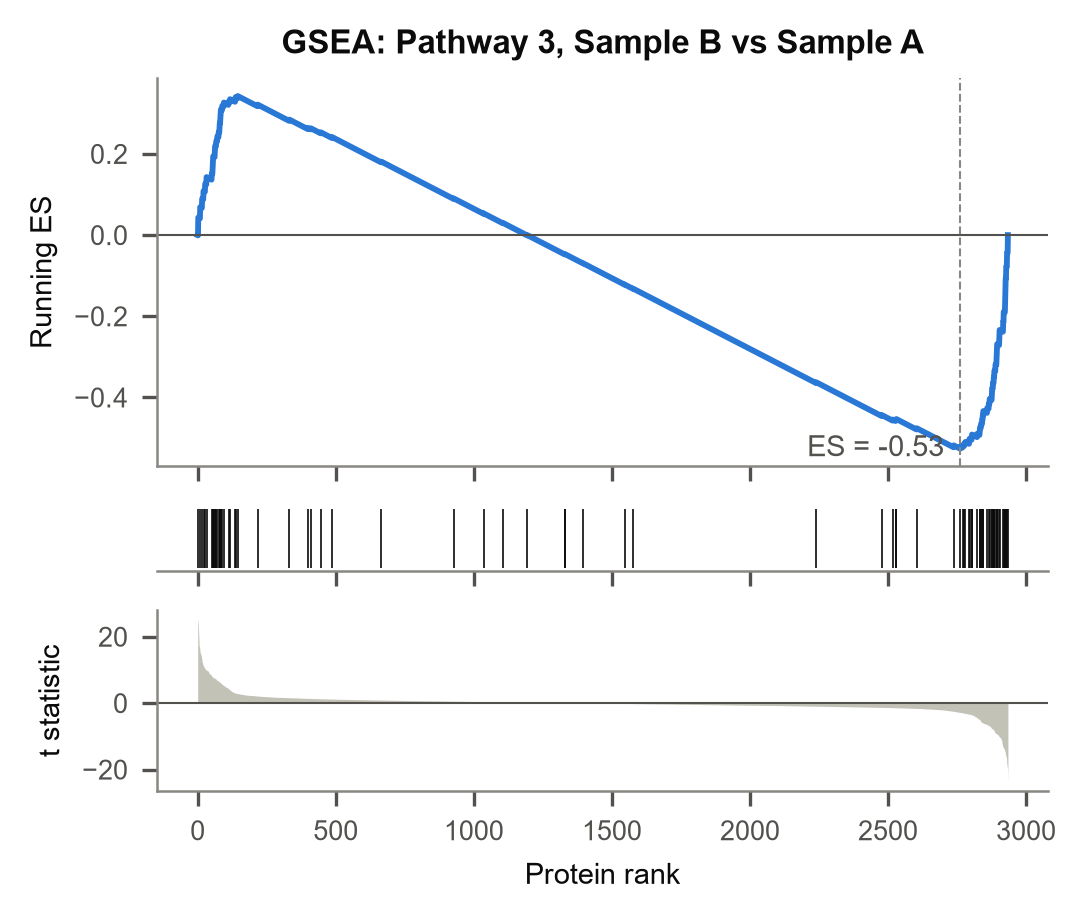 GSEA: Pathway 3, Sample B vs Sample A
Running ES
0.2
0.0
−0.2
−0.4
ES = -0.53
t statistic
20
0
−20
0 500 1000 1500 2000 2500 3000
Protein rank